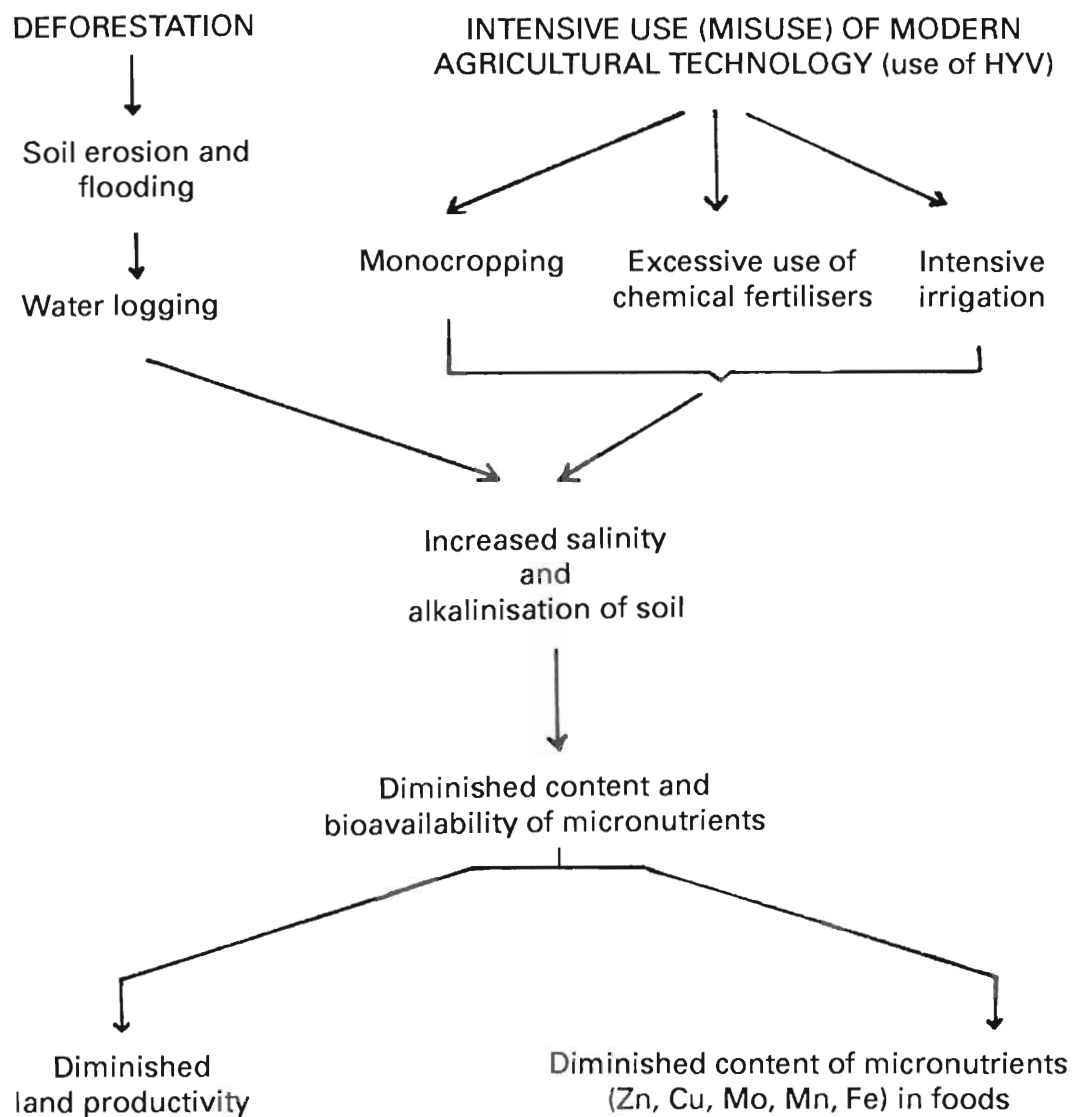 DEFORESTATION
INTENSIVE USE (MISUSE) OF MODERN
AGRICULTURAL TECHNOLOGY (use of HYV)
Soil erosion and
flooding
Water logging
Monocropping
Excessive use of
chemical fertilisers
Intensive
irrigation
Increased salinity
and
alkalinisation of soil
Diminished content and
bioavailability of micronutrients
Diminished
land productivity
Diminished content of micronutrients
(Zn, Cu, Mo, Mn, Fe) in foods